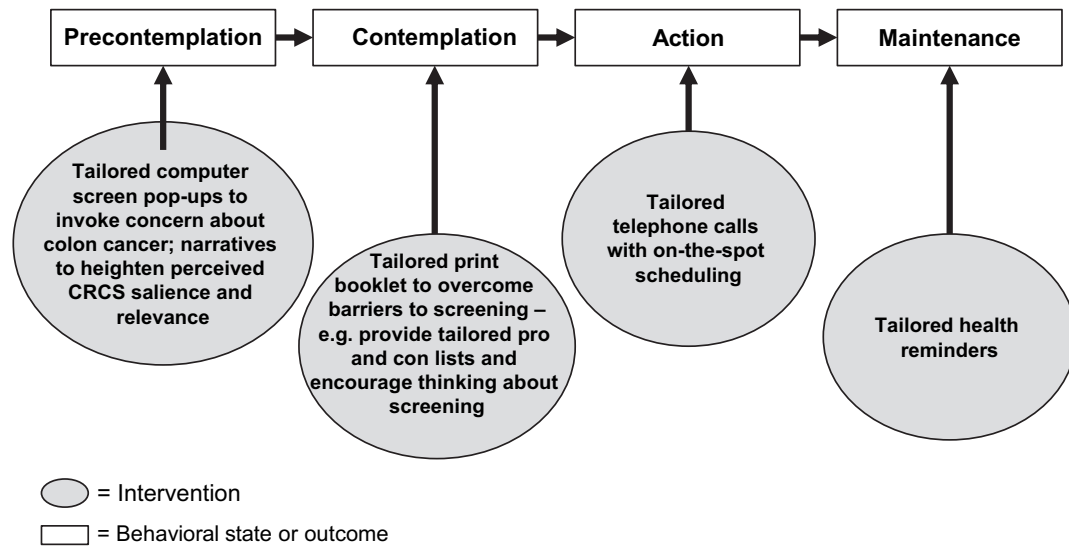 Precontemplation
Contemplation
Action
Maintenance
Tailored computer
screen pop-ups to
invoke concern about
colon cancer; narratives
to heighten perceived
CRCS salience and
relevance
Tailored print
booklet to overcome
barriers to screening –
e.g. provide tailored pro
and con lists and
encourage thinking about
screening
Tailored
telephone calls
with on-the-spot
scheduling
Tailored health
reminders
= Intervention
= Behavioral state or outcome